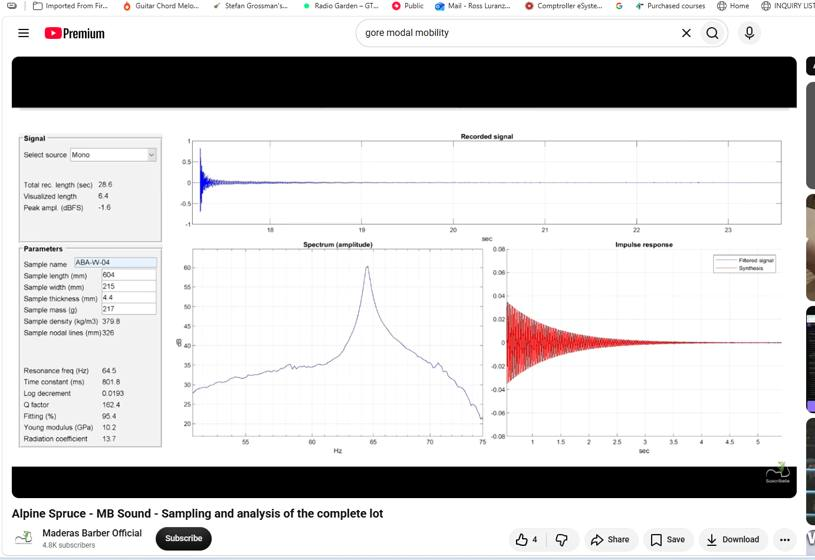 Imported From Fir... Guitar Chord Melo... Stefan Grossman's... Radio Garden – GT... Public Mail - Ross Luranz... Comptroller eSyste... Purchased courses Home INQUIRY LIST
Premium
gore modal mobility
Signal
Select source Mono
Total rec. length (sec) 28.6
Visualized length 6.4
Peak ampl. (dBFS) -1.6
Recorded signal
1
0.5
0
-0.5
-1
18 19 20 21 22 23
sec
Parameters
Sample name ABA-W-04
Sample length (mm) 604
Sample width (mm) 215
Sample thickness (mm) 4.4
Sample mass (g) 217
Sample density (kg/m3) 379.8
Sample nodal lines (mm) 326
Resonance freq (Hz) 64.5
Time constant (ms) 801.8
Log decrement 0.0193
Q factor 162.4
Fitting (%) 95.4
Young modulus (GPa) 10.2
Radiation coefficient 13.7
Spectrum (amplitude)
60
55
50
45
40
35
30
25
20
dB
55 60 65 70 75
Hz
Impulse response
Filtered signal
Synthesis
0.08
0.06
0.04
0.02
0
-0.02
-0.04
-0.06
-0.08
1 1.5 2 2.5 3 3.5 4 4.5 5
sec
Suscríbete
Alpine Spruce - MB Sound - Sampling and analysis of the complete lot
Maderas Barber Official
4.8K subscribers
Subscribe
4
Share
Save
Download